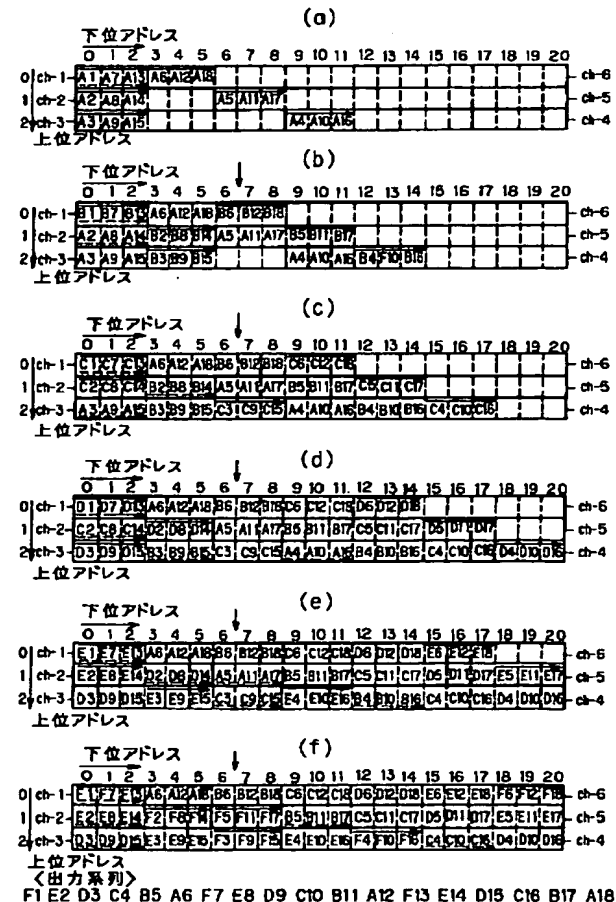 (a)
下位アドレス
0 1 2 3 4 5 6 7 8 9 10 11 12 13 14 15 16 17 18 19 20
0 ch-1 A1 A7 A13 A6 A12 A18 ch-6
1 ch-2 A2 A8 A14 A5 A11 A17 ch-5
2 ch-3 A3 A9 A15 A4 A10 A16 ch-4
上位アドレス
(b)
下位アドレス
0 1 2 3 4 5 6 7 8 9 10 11 12 13 14 15 16 17 18 19 20
0 ch-1 B1 B7 B13 A6 A12 A18 B6 B12 B18 ch-6
1 ch-2 A2 A8 A14 B2 B8 B14 A5 A11 A17 B5 B11 B17 ch-5
2 ch-3 A3 A9 A15 B3 B9 B15 A4 A10 A16 B4 F10 B16 ch-4
上位アドレス
(c)
下位アドレス
0 1 2 3 4 5 6 7 8 9 10 11 12 13 14 15 16 17 18 19 20
0 ch-1 C1 C7 C13 A6 A12 A18 B6 B12 B18 C6 C12 C18 ch-6
1 ch-2 C2 C8 C14 B2 B8 B14 A5 A11 A17 B5 B11 B17 C5 C11 C17 ch-5
2 ch-3 A3 A9 A15 B3 B9 B15 C3 C9 C15 A4 A10 A16 B4 B10 B16 C4 C10 C16 ch-4
上位アドレス
(d)
下位アドレス
0 1 2 3 4 5 6 7 8 9 10 11 12 13 14 15 16 17 18 19 20
0 ch-1 D1 D7 D13 A6 A12 A18 B6 B12 B18 C6 C12 C18 D6 D12 D18 ch-6
1 ch-2 C2 C8 C14 D2 D8 D14 A5 A11 A17 B5 B11 B17 C5 C11 C17 D5 D11 D17 ch-5
2 ch-3 D3 D9 D15 B3 B9 B15 C3 C9 C15 A4 A10 A16 B4 B10 B16 C4 C10 C16 D4 D10 D16 ch-4
上位アドレス
(e)
下位アドレス
0 1 2 3 4 5 6 7 8 9 10 11 12 13 14 15 16 17 18 19 20
0 ch-1 E1 E7 E13 A6 A12 A18 B6 B12 B18 C6 C12 C18 D6 D12 D18 E6 E12 E18 ch-6
1 ch-2 E2 E8 E14 D2 D8 D14 A5 A11 A17 B5 B11 B17 C5 C11 C17 D5 D11 D17 E5 E11 E17 ch-5
2 ch-3 D3 D9 D15 E3 E9 E15 C3 C9 C15 E4 E10 E16 B4 B10 B16 C4 C10 C16 D4 D10 D16 ch-4
上位アドレス
(f)
下位アドレス
0 1 2 3 4 5 6 7 8 9 10 11 12 13 14 15 16 17 18 19 20
0 ch-1 E1 F7 E13 A6 A12 A18 B6 B12 B18 C6 C12 C18 D6 D12 D18 E6 E12 E18 F6 F12 F18 ch-6
1 ch-2 E2 E8 E14 F2 F8 F14 F5 F11 F17 B5 B11 B17 C5 C11 C17 D5 D11 D17 E5 E11 E17 ch-5
2 ch-3 D3 D9 D15 E3 E9 E15 F3 F9 F15 E4 E10 E16 F4 F10 F16 C4 C10 C16 D4 D10 D16 ch-4
上位アドレス
〈出力系列〉
F1 E2 D3 C4 B5 A6 F7 E8 D9 C10 B11 A12 F13 E14 D15 C16 B17 A18